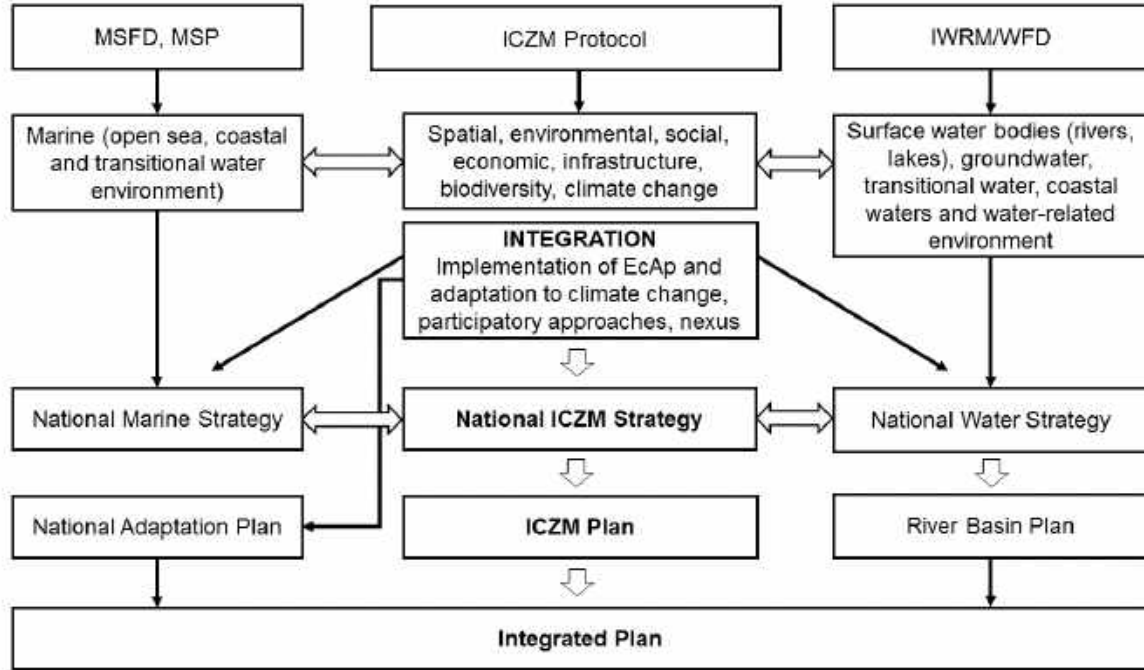 MSFD, MSP
ICZM Protocol
IWRM/WFD
Marine (open sea, coastal
and transitional water
environment)
Spatial, environmental, social,
economic, infrastructure,
biodiversity, climate change
Surface water bodies (rivers,
lakes), groundwater,
transitional water, coastal
waters and water-related
environment
INTEGRATION
Implementation of EcAp and
adaptation to climate change,
participatory approaches, nexus
National Marine Strategy
National ICZM Strategy
National Water Strategy
National Adaptation Plan
ICZM Plan
River Basin Plan
Integrated Plan